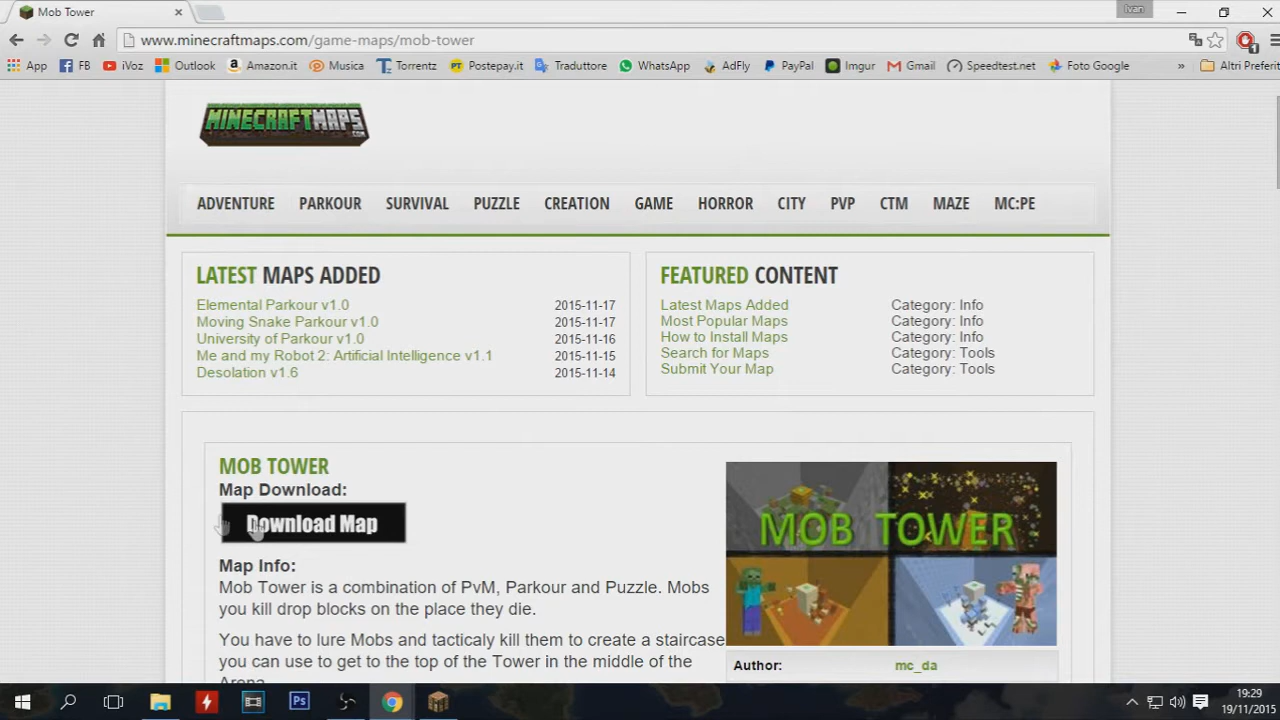 Mob Tower
Ivan
www.minecraftmaps.com/game-maps/mob-tower
App FB iVoz Outlook Amazon.it Musica Torrentz Postepay.it Traduttore WhatsApp AdFly PayPal Imgur Gmail Speedtest.net Foto Google » Altri Preferiti
MINECRAFTMAPS
.COM
ADVENTURE PARKOUR SURVIVAL PUZZLE CREATION GAME HORROR CITY PVP CTM MAZE MC:PE
LATEST MAPS ADDED
Elemental Parkour v1.0 2015-11-17
Moving Snake Parkour v1.0 2015-11-17
University of Parkour v1.0 2015-11-16
Me and my Robot 2: Artificial Intelligence v1.1 2015-11-15
Desolation v1.6 2015-11-14
FEATURED CONTENT
Latest Maps Added Category: Info
Most Popular Maps Category: Info
How to Install Maps Category: Info
Search for Maps Category: Tools
Submit Your Map Category: Tools
MOB TOWER
Map Download:
Download Map
Map Info:
Mob Tower is a combination of PvM, Parkour and Puzzle. Mobs
you kill drop blocks on the place they die.
You have to lure Mobs and tacticaly kill them to create a staircase
you can use to get to the top of the Tower in the middle of the
Arena
MOB TOWER
Author: mc_da
Ps
19:29
19/11/2015